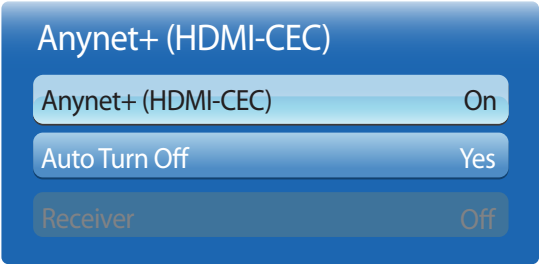 Anynet+ (HDMI-CEC)
Anynet+ (HDMI-CEC) On
Auto Turn Off Yes
Receiver Off